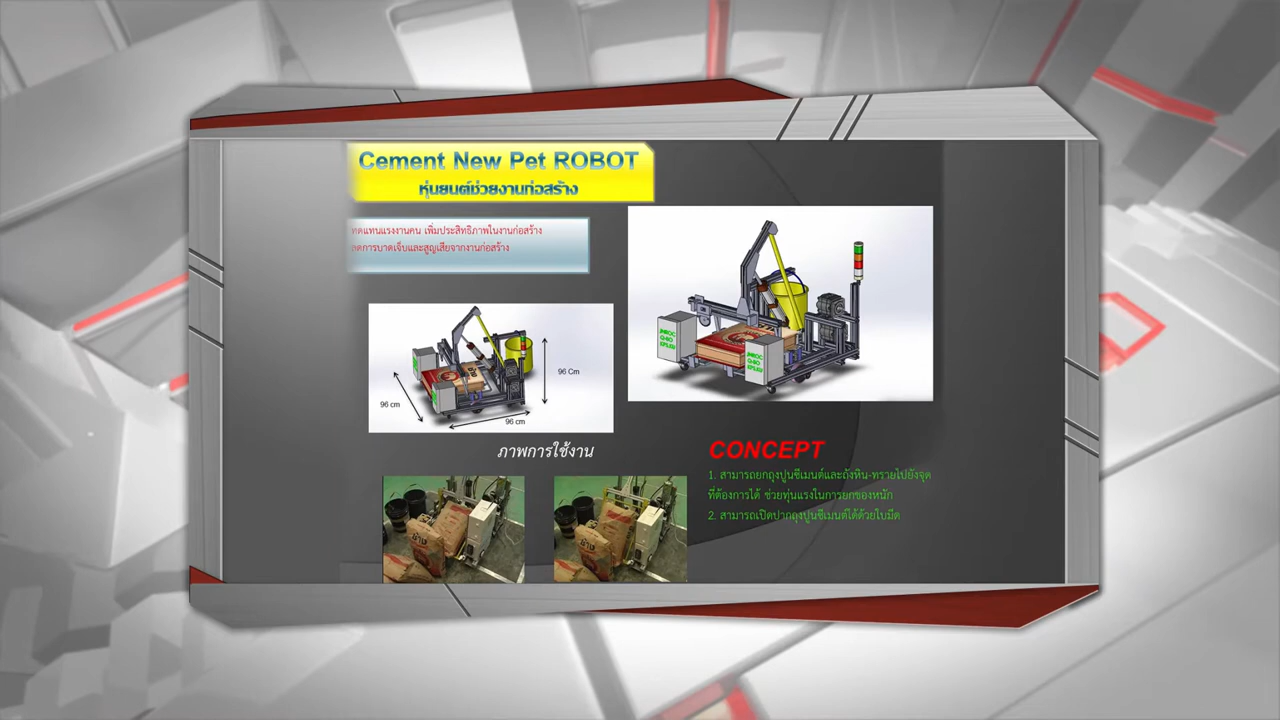 Cement New Pet ROBOT
หุ่นยนต์ช่วยงานก่อสร้าง
ทดแทนแรงงานคน เพิ่มประสิทธิภาพในงานก่อสร้าง
ลดการบาดเจ็บและสูญเสียจากงานก่อสร้าง
96 Cm
96 cm
96 cm
ภาพการใช้งาน
CONCEPT
1. สามารถยกถุงปูนซีเมนต์และถังหิน-ทรายไปยังจุด
ที่ต้องการได้ ช่วยทุ่นแรงในการยกของหนัก
2. สามารถเปิดปากถุงปูนซีเมนต์ได้ด้วยใบมีด
ช้าง